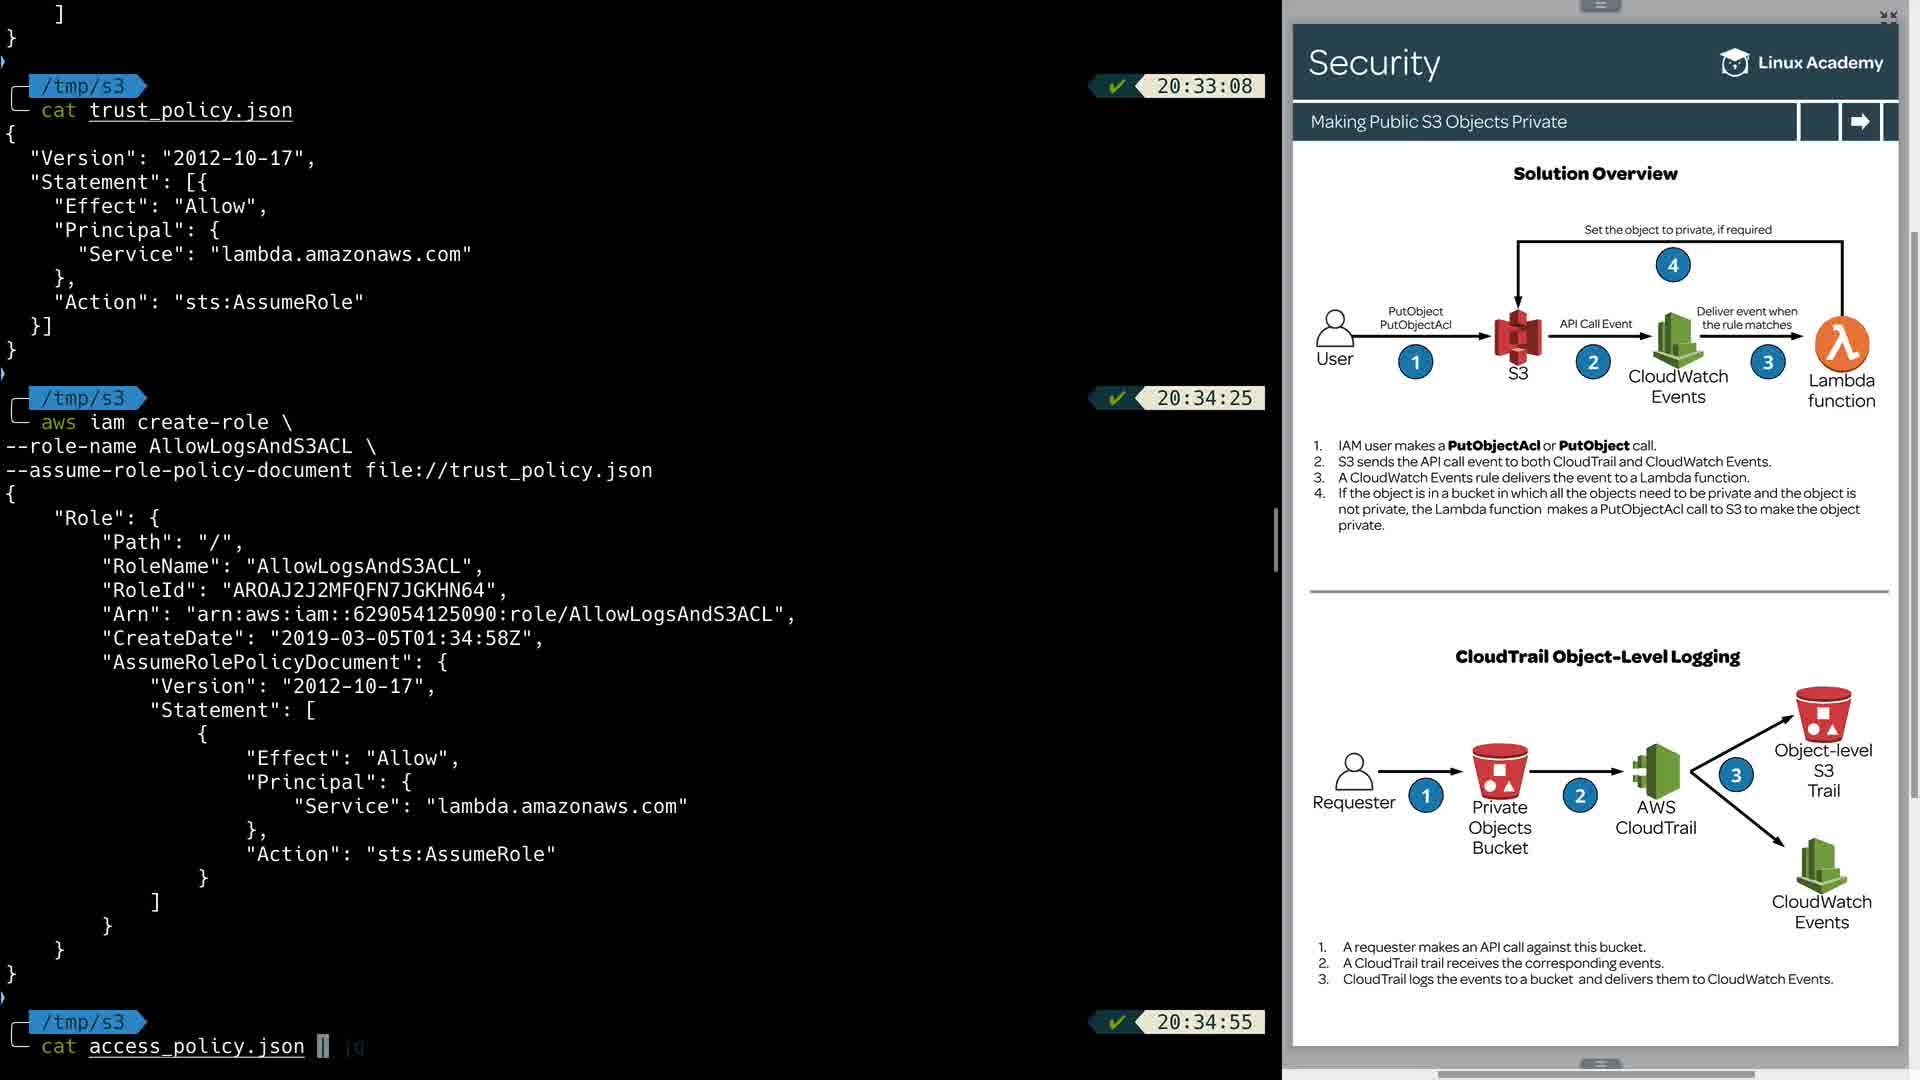 ]
}
/tmp/s3
✔ 20:33:08
cat trust_policy.json
{
"Version": "2012-10-17",
"Statement": [{
"Effect": "Allow",
"Principal": {
"Service": "lambda.amazonaws.com"
},
"Action": "sts:AssumeRole"
}]
}
/tmp/s3
✔ 20:34:25
aws iam create-role \
--role-name AllowLogsAndS3ACL \
--assume-role-policy-document file://trust_policy.json
{
"Role": {
"Path": "/",
"RoleName": "AllowLogsAndS3ACL",
"RoleId": "AROAJ2J2MFQFN7JGKHN64",
"Arn": "arn:aws:iam::629054125090:role/AllowLogsAndS3ACL",
"CreateDate": "2019-03-05T01:34:58Z",
"AssumeRolePolicyDocument": {
"Version": "2012-10-17",
"Statement": [
{
"Effect": "Allow",
"Principal": {
"Service": "lambda.amazonaws.com"
},
"Action": "sts:AssumeRole"
}
]
}
}
}
/tmp/s3
✔ 20:34:55
cat access_policy.json | jq
Security
Linux Academy
Making Public S3 Objects Private
Solution Overview
Set the object to private, if required
4
PutObject
PutObjectAcl
API Call Event
Deliver event when
the rule matches
1
2
3
User
S3
CloudWatch
Events
Lambda
function
1. IAM user makes a PutObjectAcl or PutObject call.
2. S3 sends the API call event to both CloudTrail and CloudWatch Events.
3. A CloudWatch Events rule delivers the event to a Lambda function.
4. If the object is in a bucket in which all the objects need to be private and the object is
not private, the Lambda function makes a PutObjectAcl call to S3 to make the object
private.
CloudTrail Object-Level Logging
Requester
1
Private
Objects
Bucket
2
AWS
CloudTrail
3
Object-level
S3
Trail
CloudWatch
Events
1. A requester makes an API call against this bucket.
2. A CloudTrail trail receives the corresponding events.
3. CloudTrail logs the events to a bucket and delivers them to CloudWatch Events.